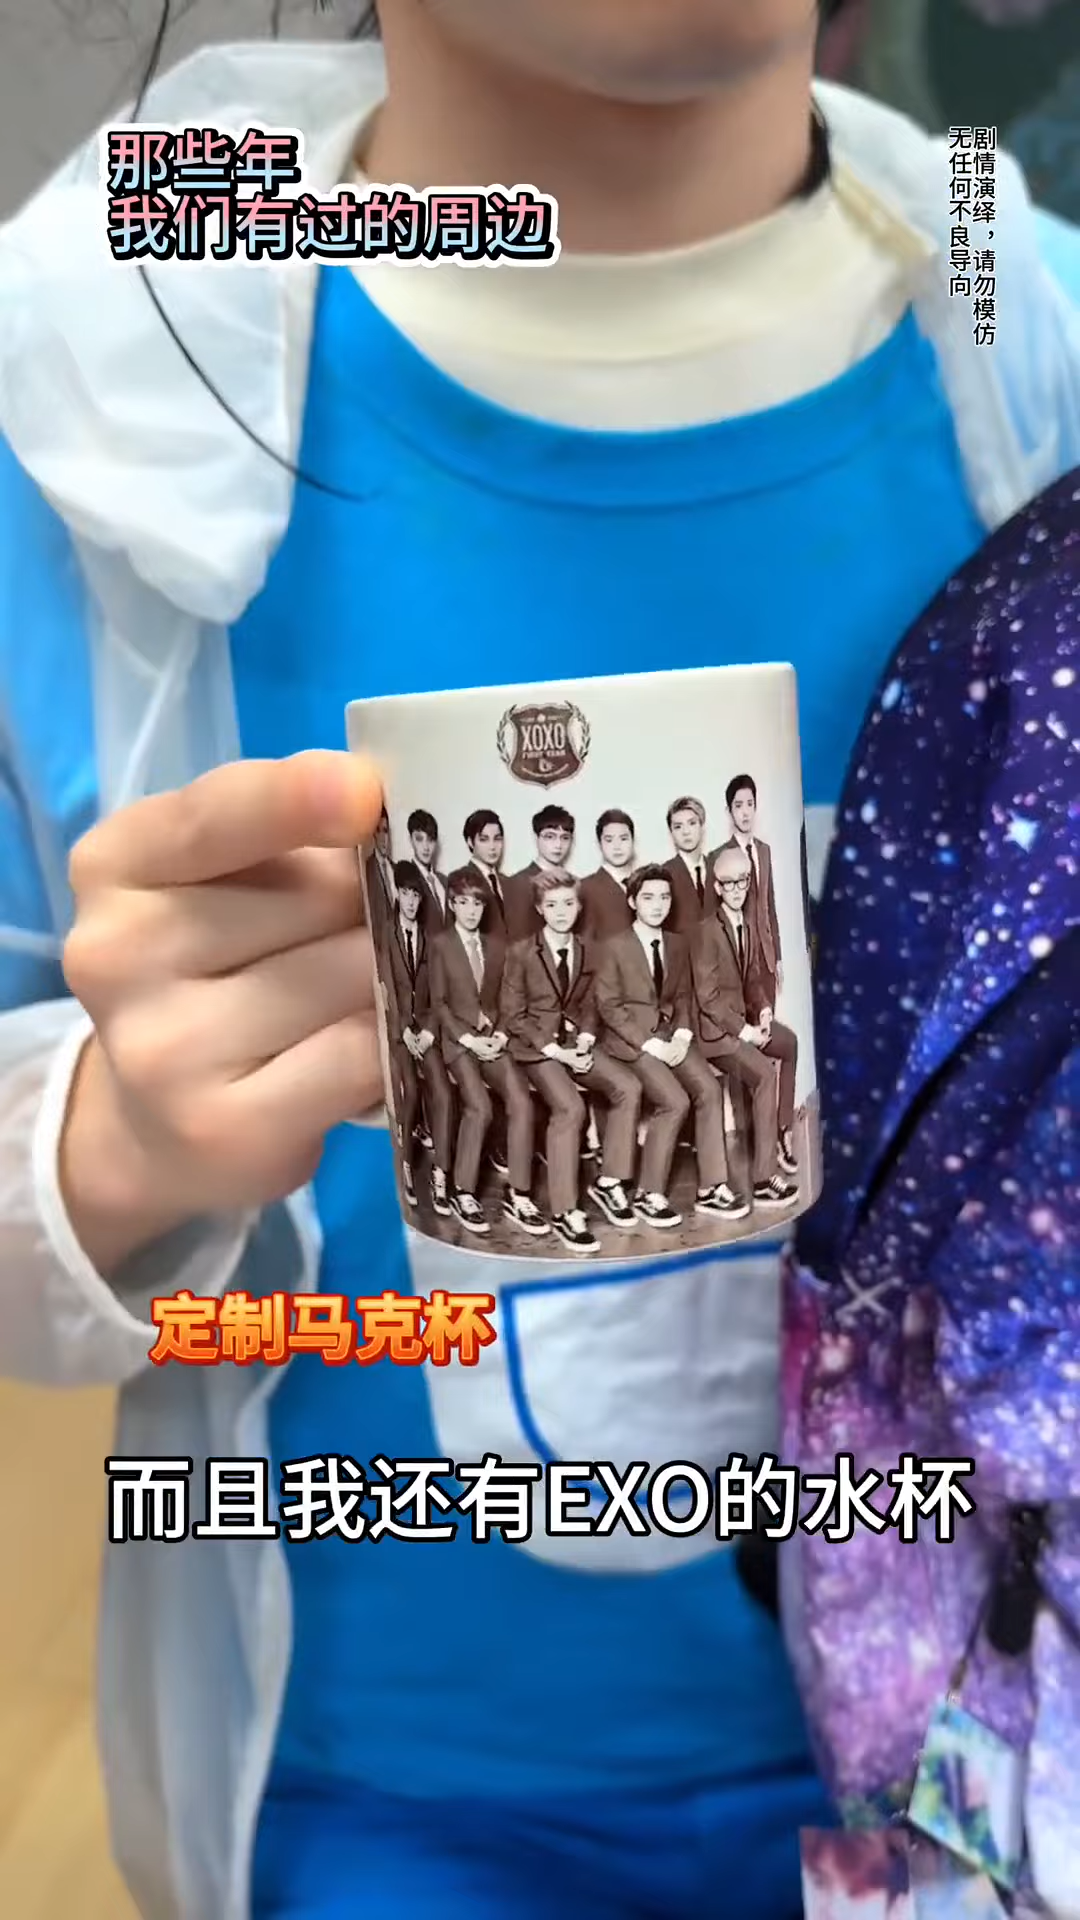 那些年
我们有过的周边
剧情演绎，请勿模仿
无任何不良导向
XOXO
FIRST YEAR
定制马克杯
而且我还有EXO的水杯